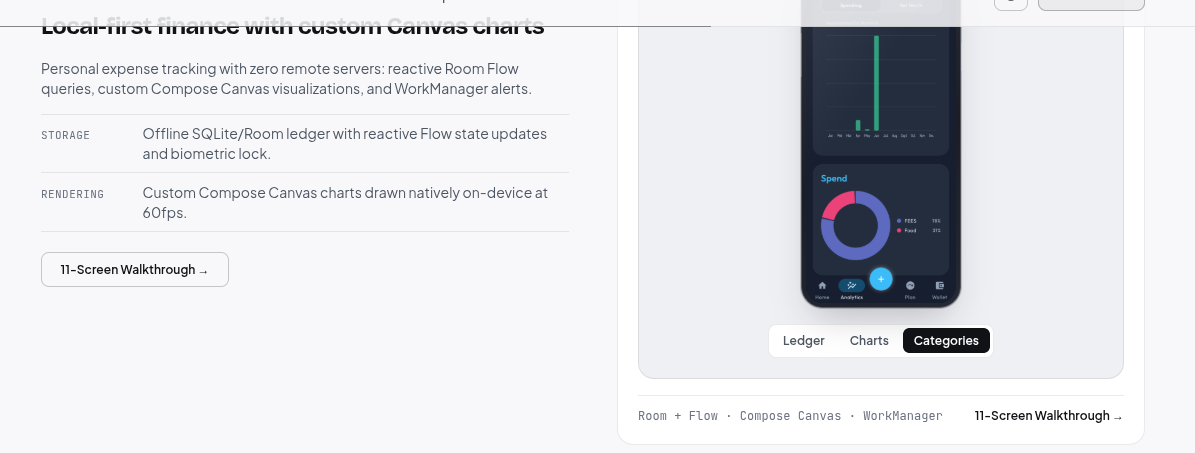 Local-first finance with custom Canvas charts
Personal expense tracking with zero remote servers: reactive Room Flow
queries, custom Compose Canvas visualizations, and WorkManager alerts.
STORAGE
Offline SQLite/Room ledger with reactive Flow state updates
and biometric lock.
RENDERING
Custom Compose Canvas charts drawn natively on-device at
60fps.
11-Screen Walkthrough →
Spend
FEES
Food
Home
Analytics
Plan
Wallet
Ledger
Charts
Categories
Room + Flow · Compose Canvas · WorkManager
11-Screen Walkthrough →